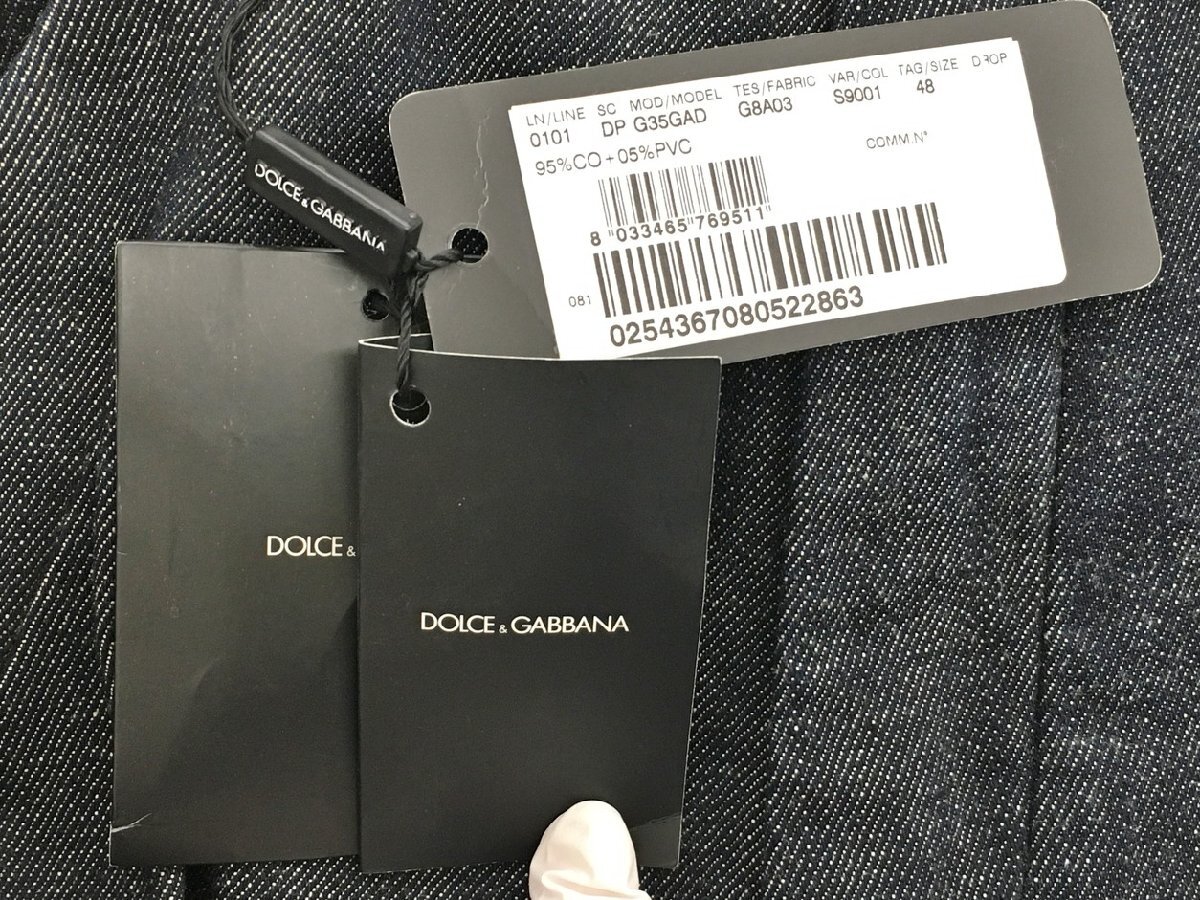 LN/LINE SC MOD/MODEL TES/FABRIC VAR/COL TAG/SIZE DROP
0101 DP G35GAD G8A03 S9001 48
95%CO+05%PVC COMM.N°
8 "033465"769511"
081
0254367080522863
DOLCE&GABBANA
DOLCE &
DOLCE & GABBANA